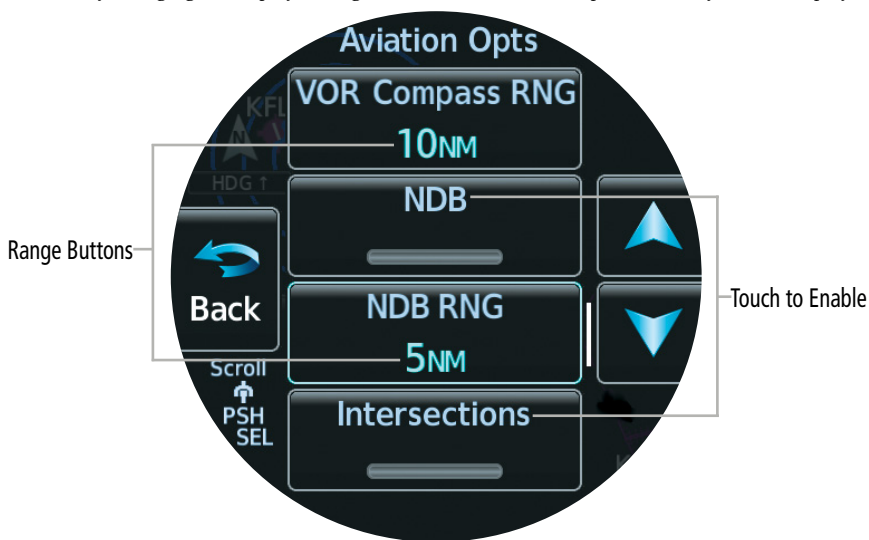 Aviation Opts
VOR Compass RNG
10NM
HDG ↑
NDB
Range Buttons
Back
NDB RNG
5NM
Touch to Enable
Scroll
PSH
SEL
Intersections